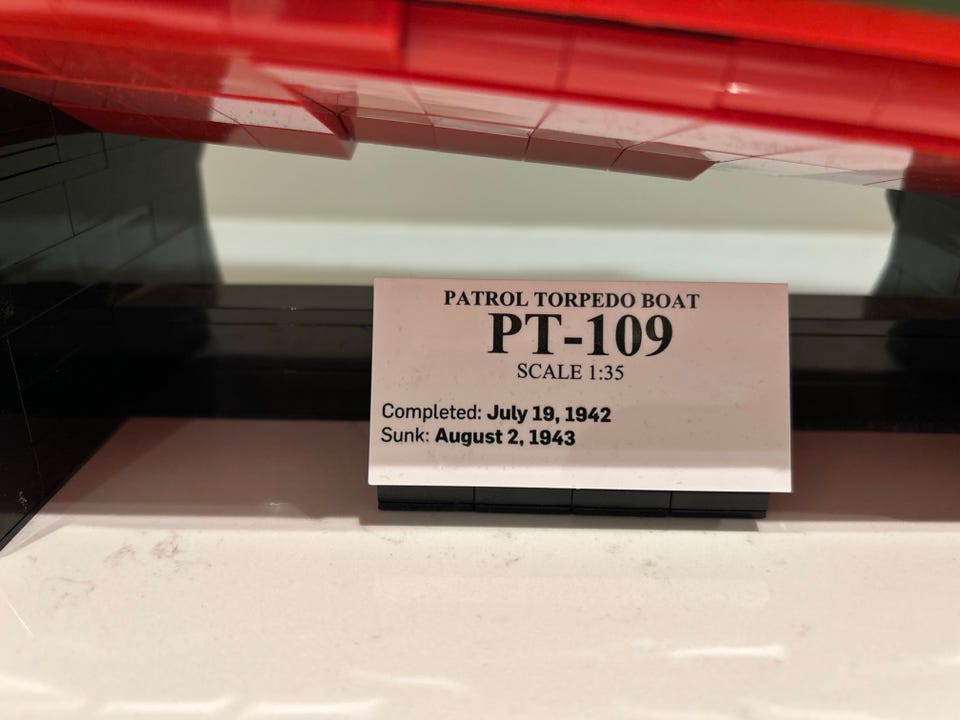 PATROL TORPEDO BOAT
PT-109
SCALE 1:35
Completed: July 19, 1942
Sunk: August 2, 1943